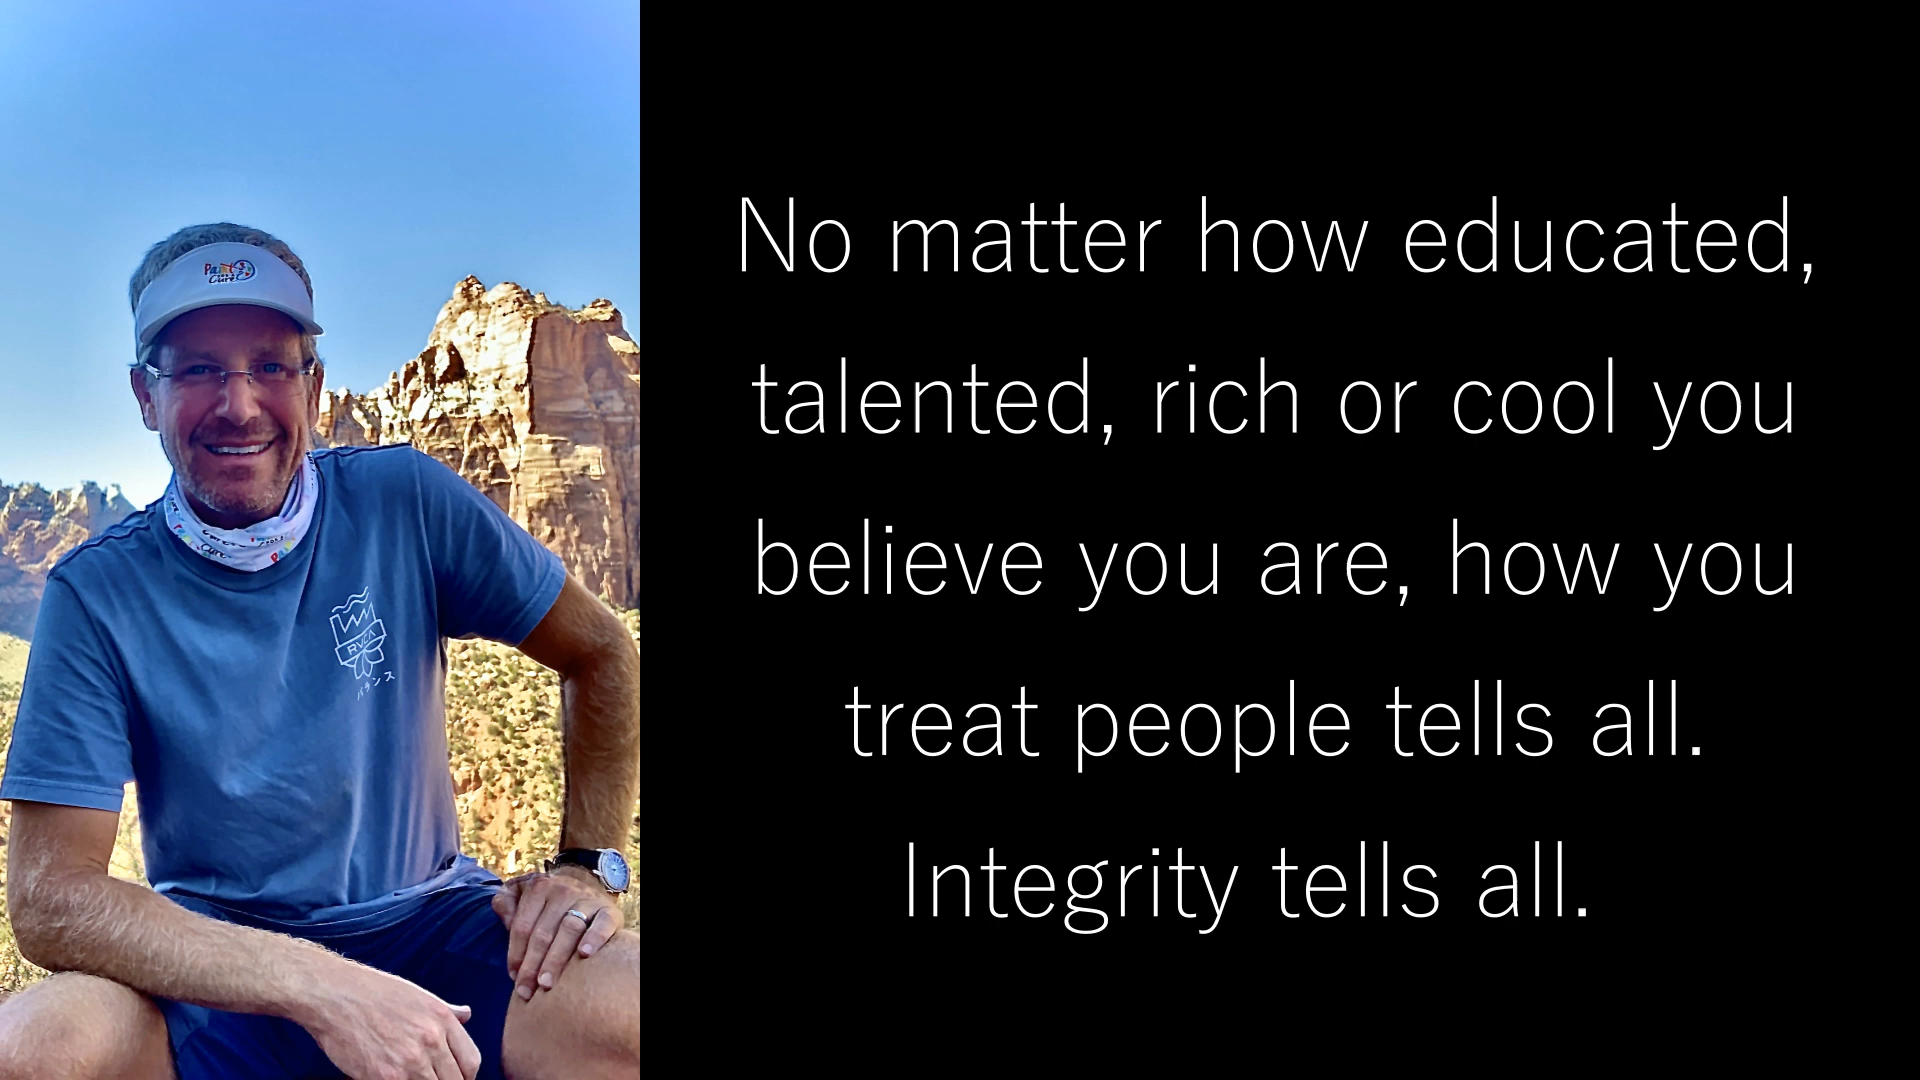 Paint
Cure
Cure
RVCA
バランス
No matter how educated,
talented, rich or cool you
believe you are, how you
treat people tells all.
Integrity tells all.